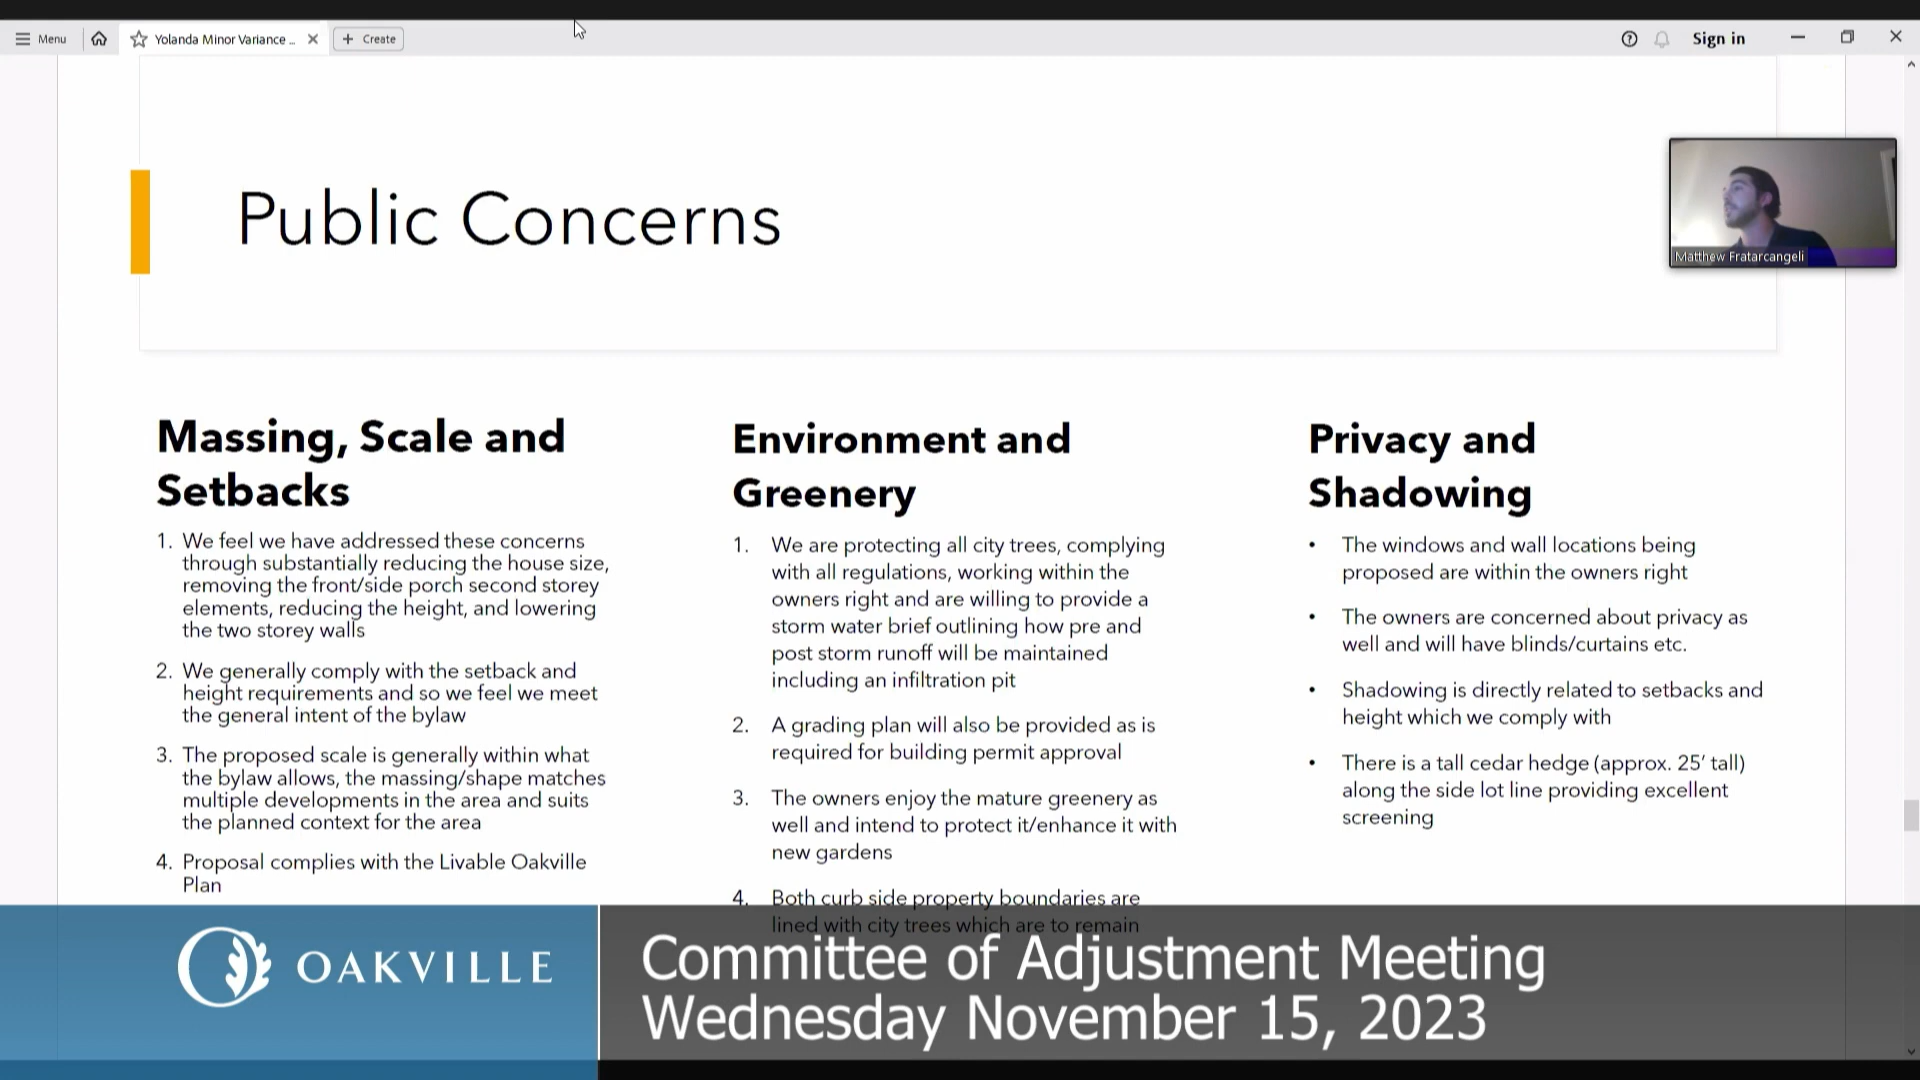 Menu
Yolanda Minor Variance ...
Create
Sign in
Public Concerns
Matthew Fratarcangeli
Massing, Scale and
Setbacks
1. We feel we have addressed these concerns
through substantially reducing the house size,
removing the front/side porch second storey
elements, reducing the height, and lowering
the two storey walls
2. We generally comply with the setback and
height requirements and so we feel we meet
the general intent of the bylaw
3. The proposed scale is generally within what
the bylaw allows, the massing/shape matches
multiple developments in the area and suits
the planned context for the area
4. Proposal complies with the Livable Oakville
Plan
Environment and
Greenery
1. We are protecting all city trees, complying
with all regulations, working within the
owners right and are willing to provide a
storm water brief outlining how pre and
post storm runoff will be maintained
including an infiltration pit
2. A grading plan will also be provided as is
required for building permit approval
3. The owners enjoy the mature greenery as
well and intend to protect it/enhance it with
new gardens
4. Both curb side property boundaries are
lined with city trees which are to remain
Privacy and
Shadowing
• The windows and wall locations being
proposed are within the owners right
• The owners are concerned about privacy as
well and will have blinds/curtains etc.
• Shadowing is directly related to setbacks and
height which we comply with
• There is a tall cedar hedge (approx. 25’ tall)
along the side lot line providing excellent
screening
OAKVILLE
Committee of Adjustment Meeting
Wednesday November 15, 2023